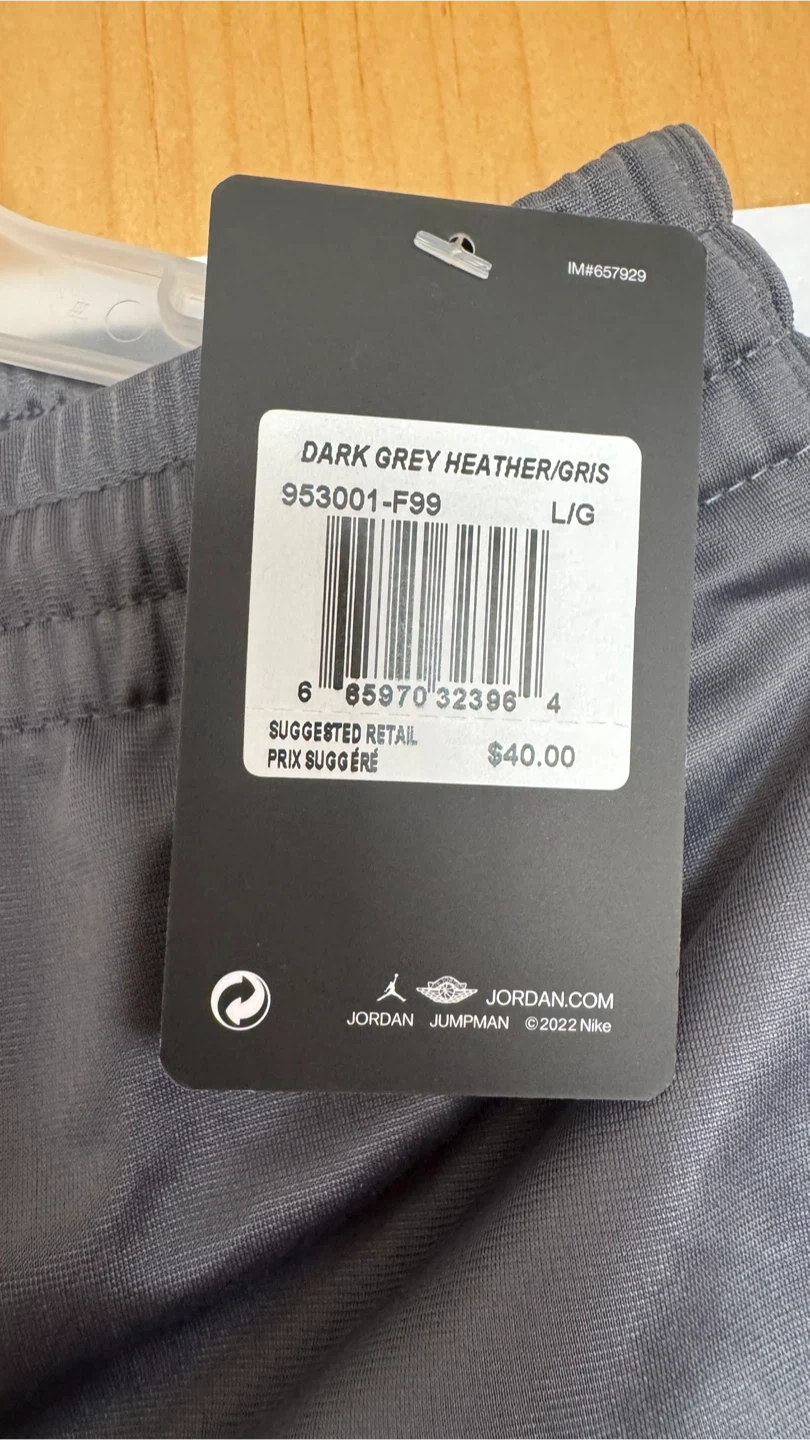 IM#657929
DARK GREY HEATHER/GRIS
953001-F99 L/G
6 65970 32396 4
SUGGESTED RETAIL
PRIX SUGGÉRÉ $40.00
JORDAN.COM
JORDAN JUMPMAN ©2022 Nike